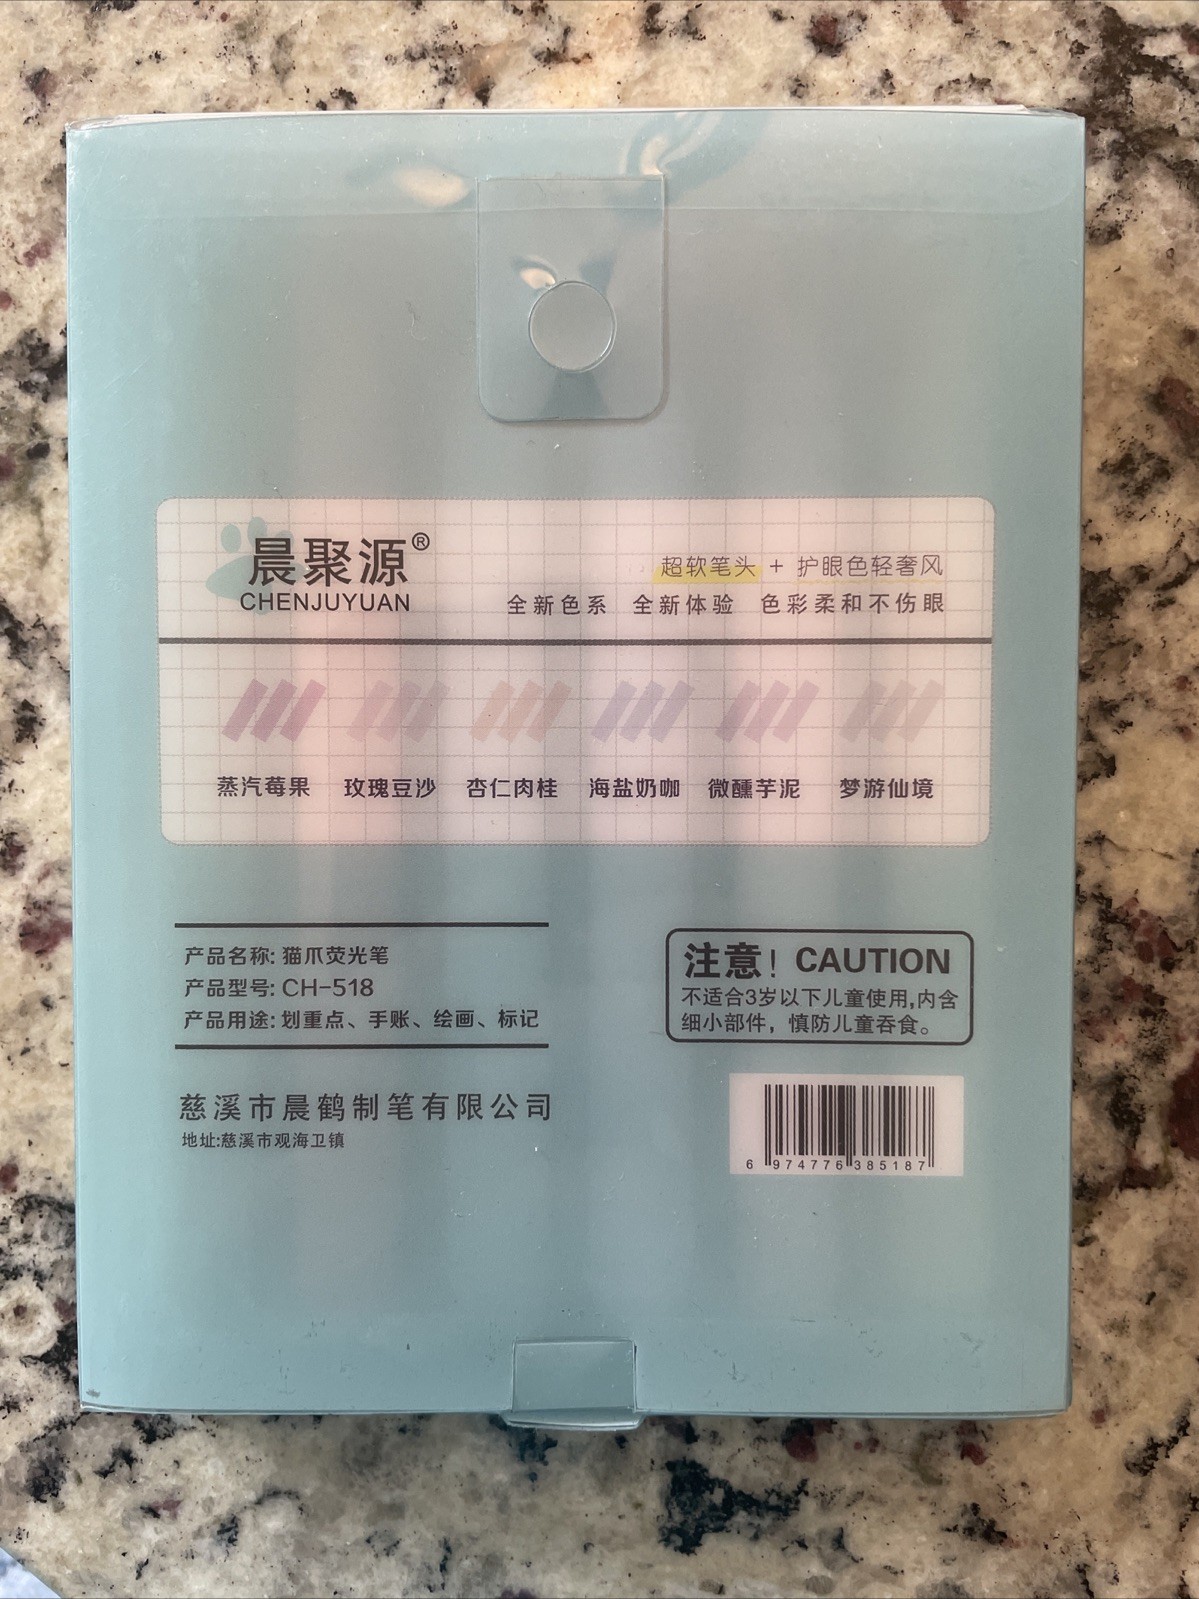 晨聚源®
CHENJUYUAN
超软笔头 + 护眼色轻奢风
全新色系 全新体验 色彩柔和不伤眼
蒸汽莓果 玫瑰豆沙 杏仁肉桂 海盐奶咖 微醺芋泥 梦游仙境
产品名称: 猫爪荧光笔
产品型号: CH-518
产品用途: 划重点、手账、绘画、标记
注意! CAUTION
不适合3岁以下儿童使用,内含
细小部件，慎防儿童吞食。
慈溪市晨鹤制笔有限公司
地址:慈溪市观海卫镇
6 974776 385187